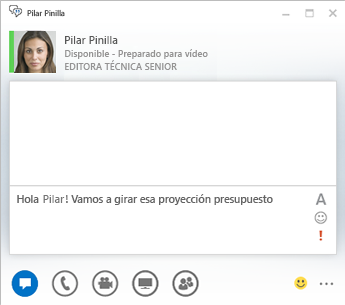 Pilar Pinilla
Pilar Pinilla
Disponible - Preparado para vídeo
EDITORA TÉCNICA SENIOR
Hola Pilar! Vamos a girar esa proyección presupuesto
A
!